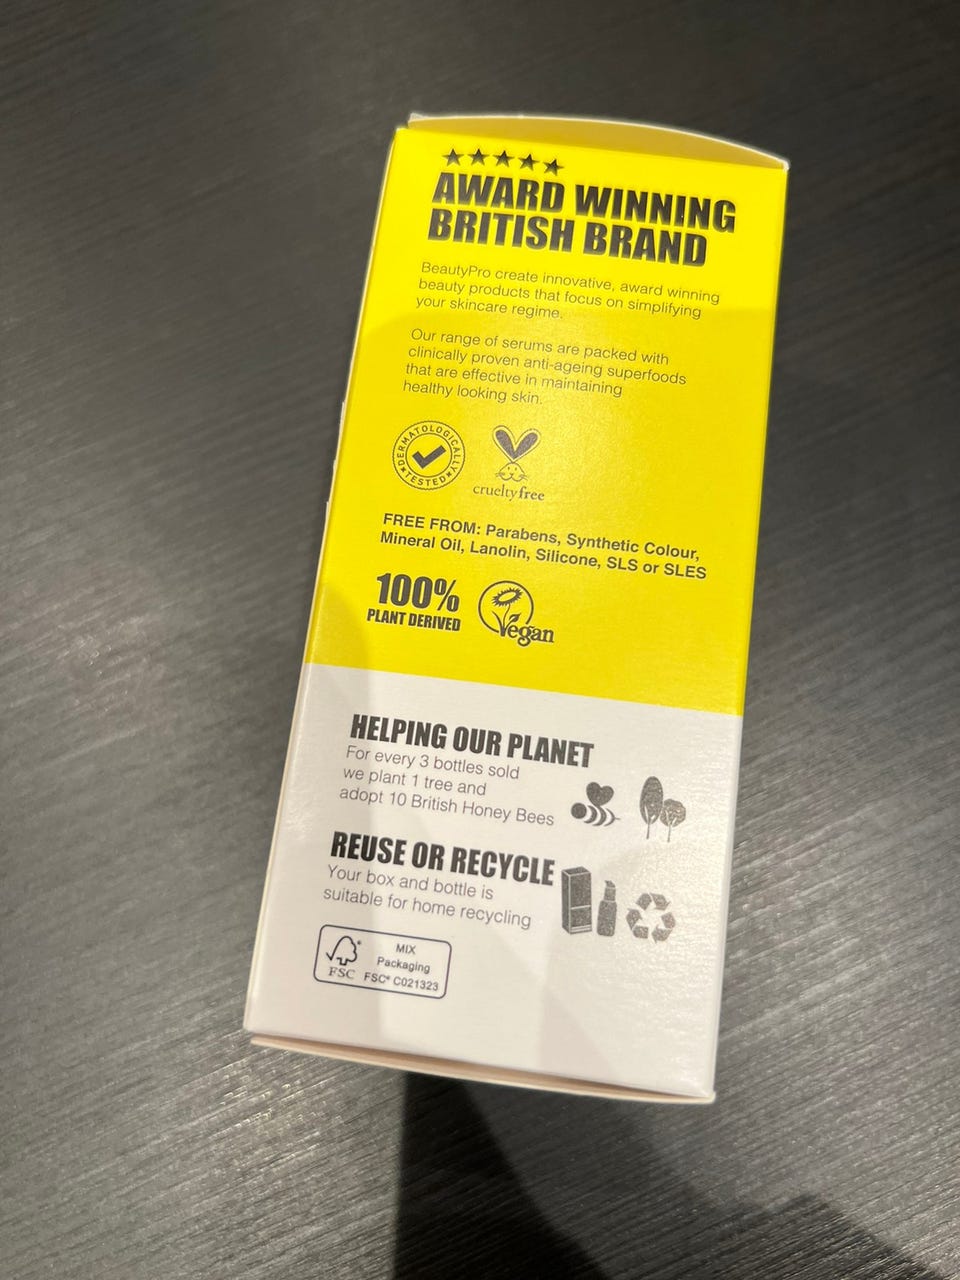 AWARD WINNING
BRITISH BRAND
BeautyPro create innovative, award winning
beauty products that focus on simplifying
your skincare regime.
Our range of serums are packed with
clinically proven anti-ageing superfoods
that are effective in maintaining
healthy looking skin.
DERMATOLOGICALLY
TESTED
crueltyfree
FREE FROM: Parabens, Synthetic Colour,
Mineral Oil, Lanolin, Silicone, SLS or SLES
100%
PLANT DERIVED
Vegan
HELPING OUR PLANET
For every 3 bottles sold
we plant 1 tree and
adopt 10 British Honey Bees
REUSE OR RECYCLE
Your box and bottle is
suitable for home recycling
FSC
MIX
Packaging
FSC® C021323